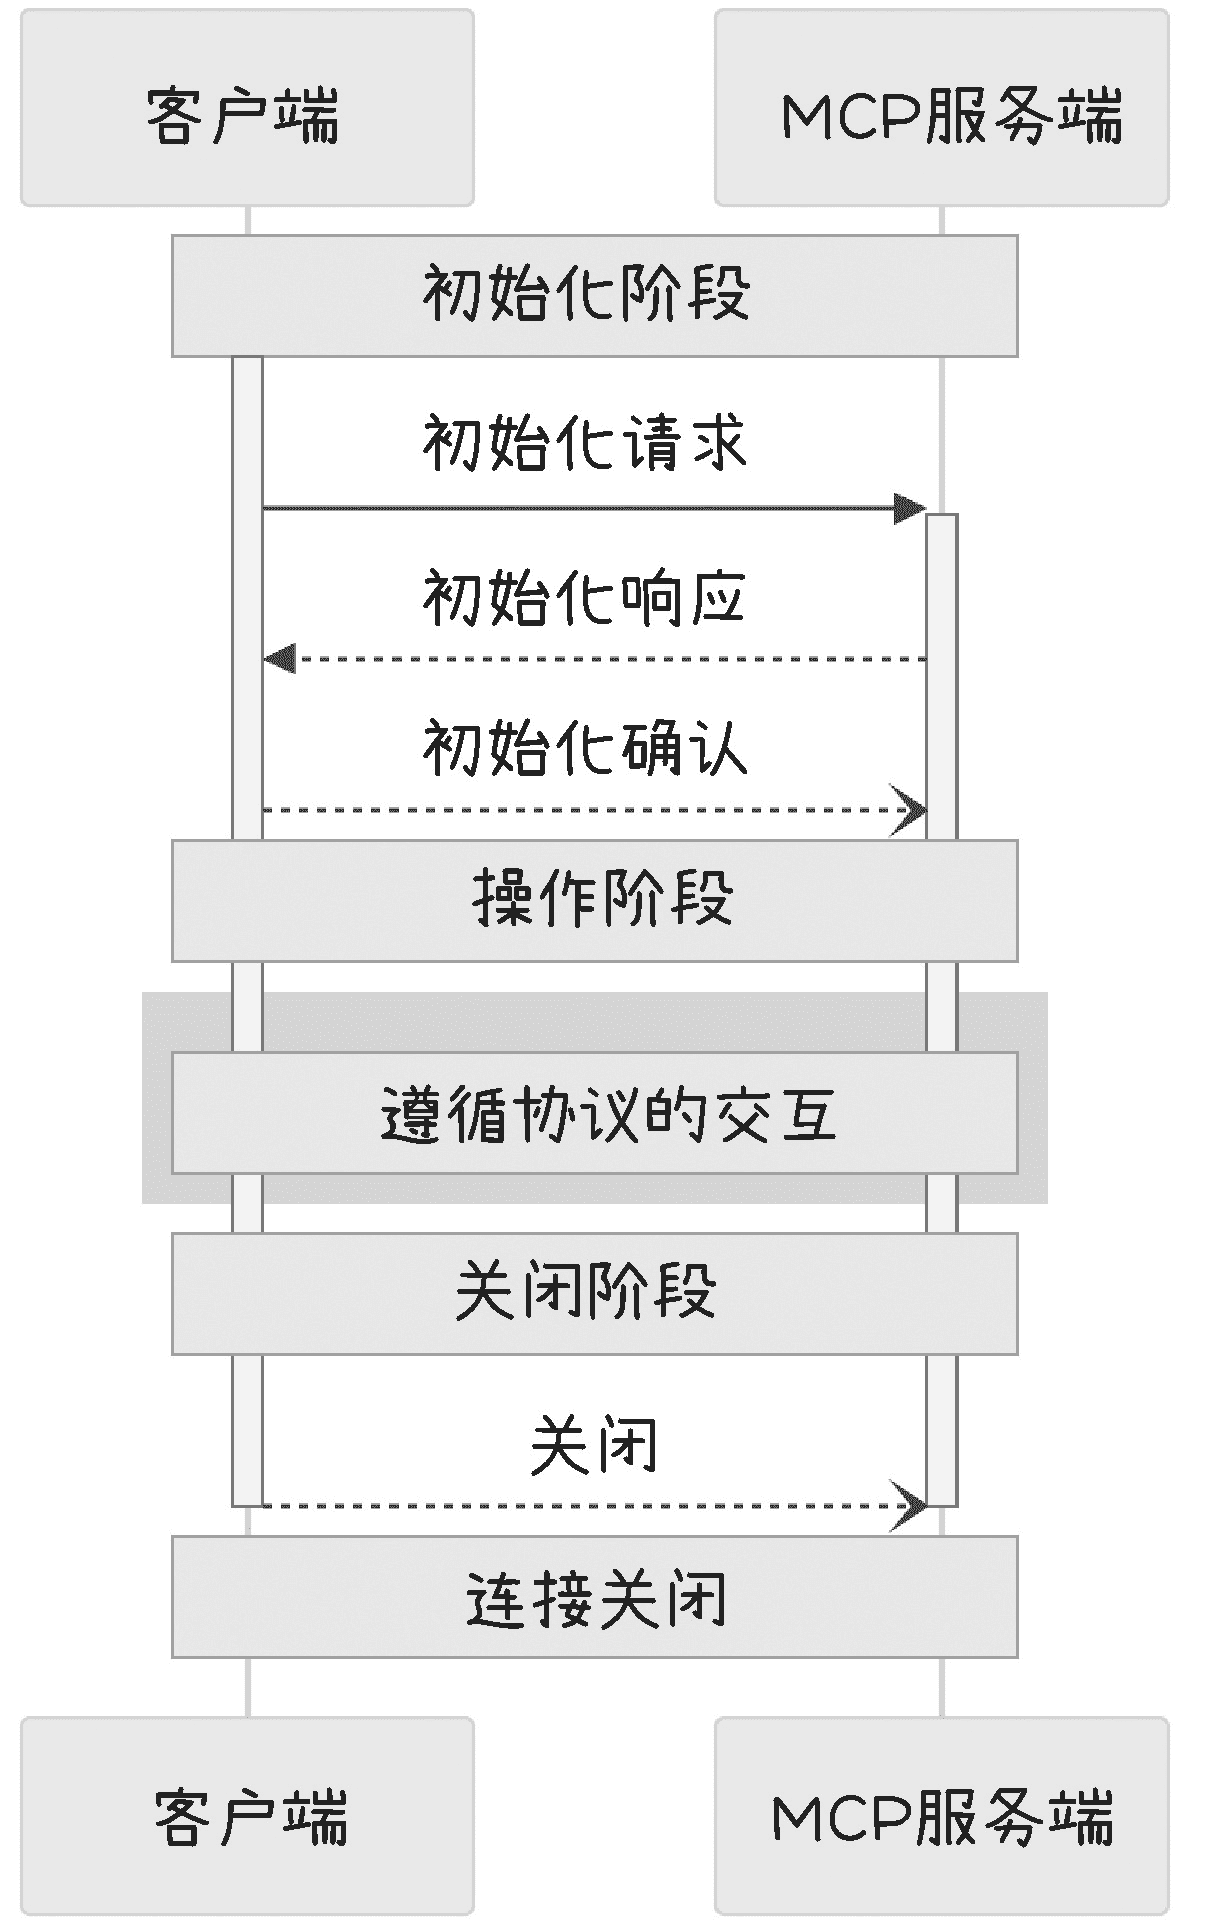 客户端
MCP服务端
初始化阶段
初始化请求
初始化响应
初始化确认
操作阶段
遵循协议的交互
关闭阶段
关闭
连接关闭
客户端
MCP服务端